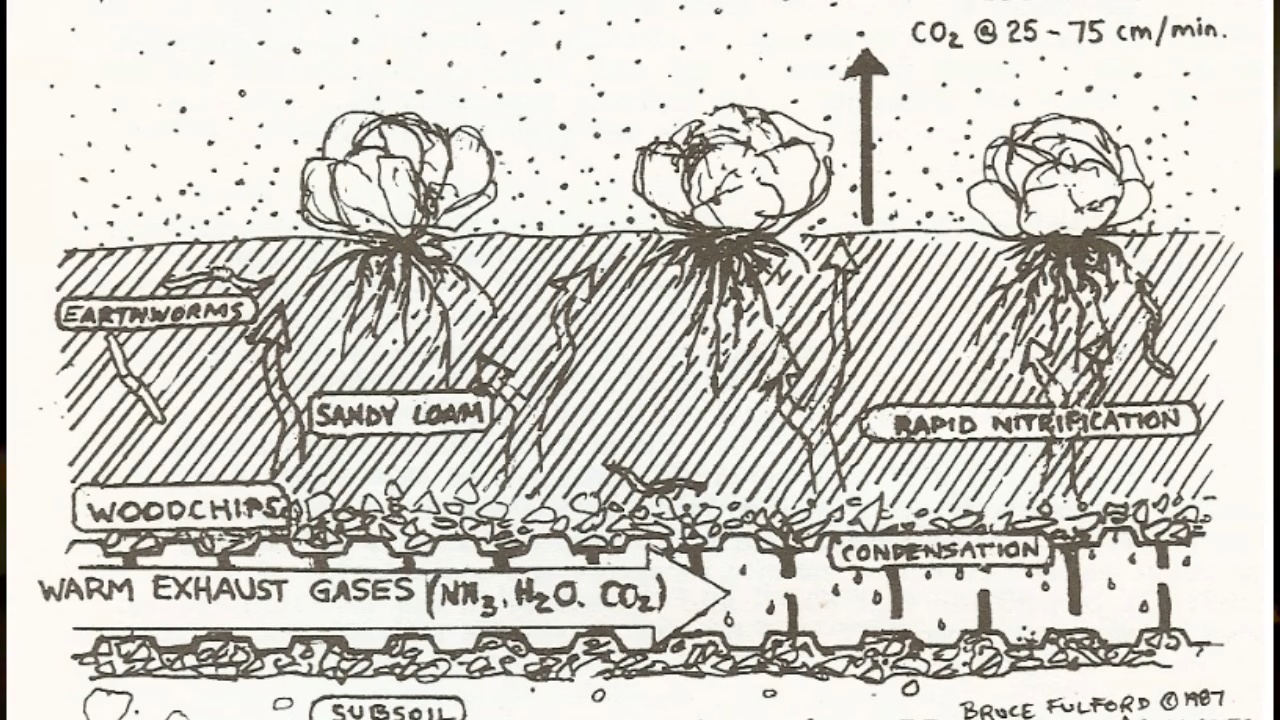 CO₂ @ 25 - 75 cm/min.
EARTHWORMS
SANDY LOAM
RAPID NITRIFICATION
WOODCHIPS
CONDENSATION
WARM EXHAUST GASES (NH₃, H₂O, CO₂)
SUBSOIL
BRUCE FULFORD © 1987